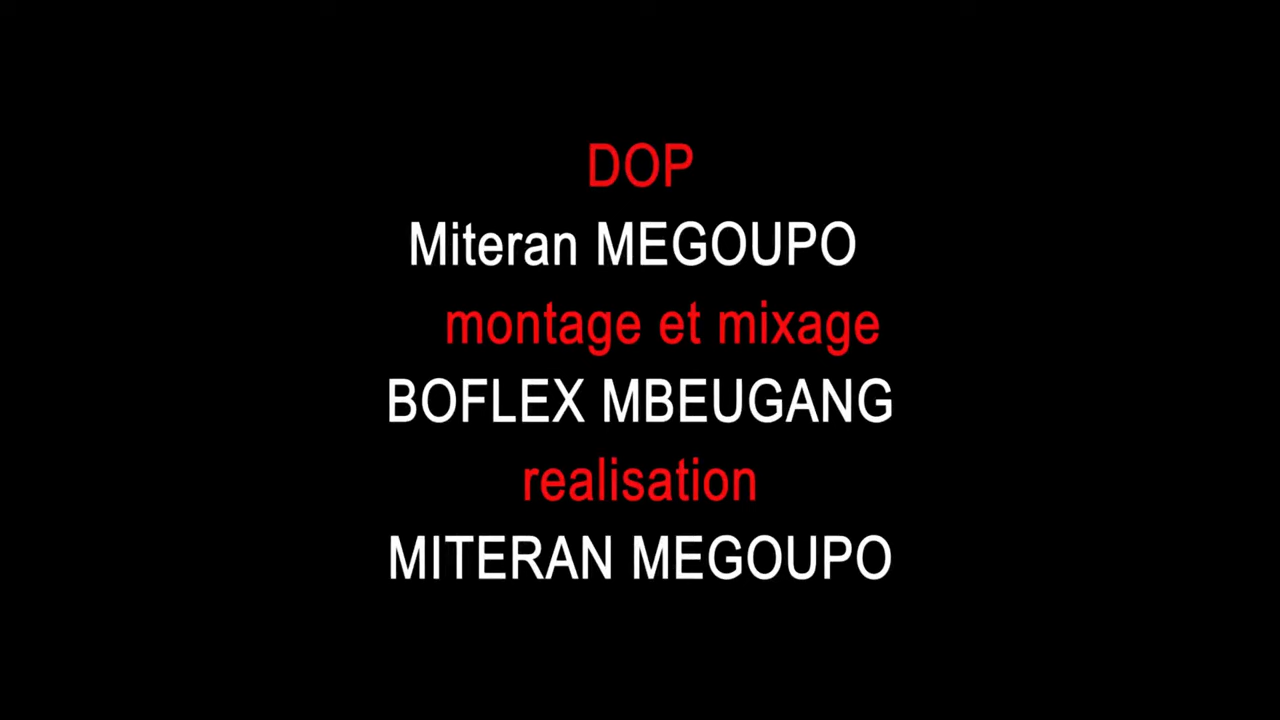 DOP
Miteran MEGOUPO
montage et mixage
BOFLEX MBEUGANG
realisation
MITERAN MEGOUPO